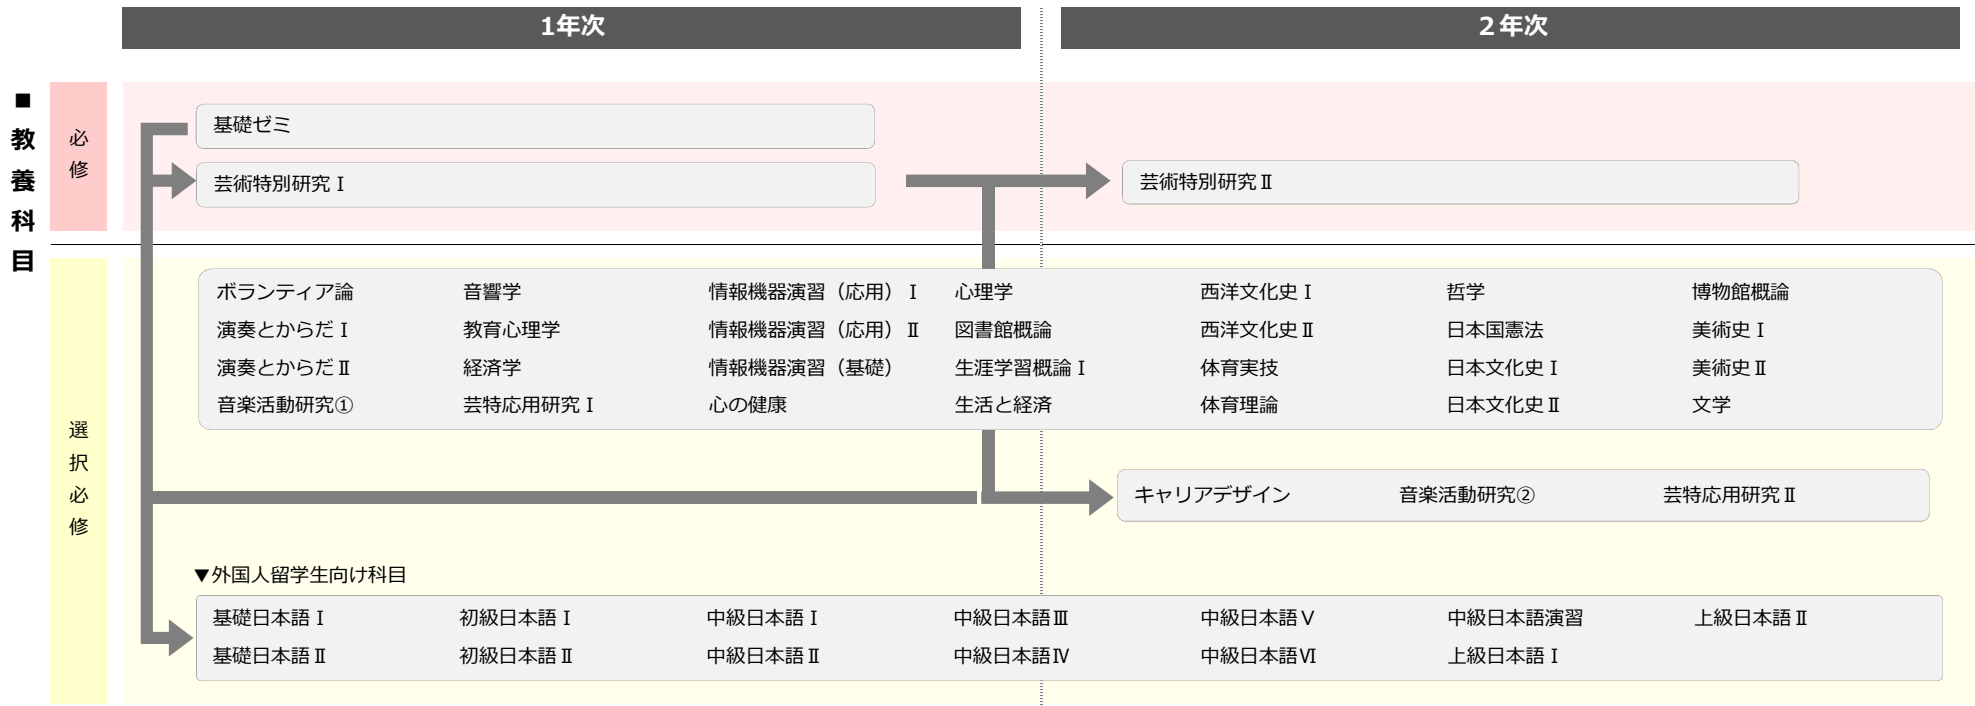 1年次
２年次
■教養科目
必修
基礎ゼミ
芸術特別研究Ⅰ
芸術特別研究Ⅱ
選択必修
ボランティア論 音響学 情報機器演習（応用）Ⅰ 心理学 西洋文化史Ⅰ 哲学 博物館概論
演奏とからだⅠ 教育心理学 情報機器演習（応用）Ⅱ 図書館概論 西洋文化史Ⅱ 日本国憲法 美術史Ⅰ
演奏とからだⅡ 経済学 情報機器演習（基礎） 生涯学習概論Ⅰ 体育実技 日本文化史Ⅰ 美術史Ⅱ
音楽活動研究① 芸特応用研究Ⅰ 心の健康 生活と経済 体育理論 日本文化史Ⅱ 文学
キャリアデザイン 音楽活動研究② 芸特応用研究Ⅱ
▼外国人留学生向け科目
基礎日本語Ⅰ 初級日本語Ⅰ 中級日本語Ⅰ 中級日本語Ⅲ 中級日本語Ⅴ 中級日本語演習 上級日本語Ⅱ
基礎日本語Ⅱ 初級日本語Ⅱ 中級日本語Ⅱ 中級日本語Ⅳ 中級日本語Ⅵ 上級日本語Ⅰ